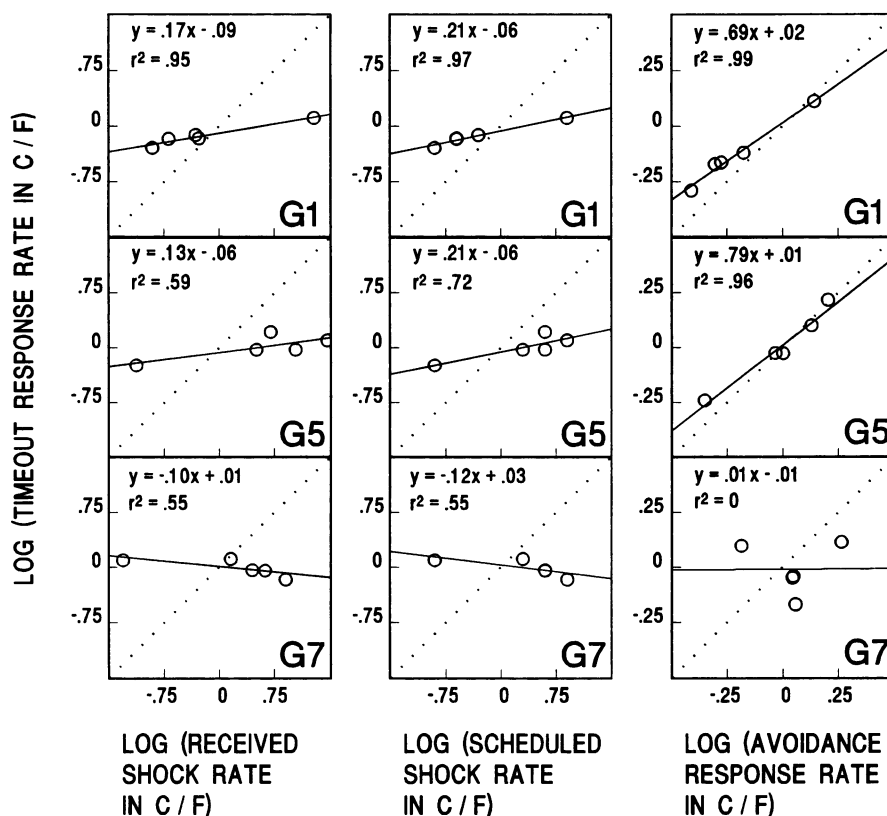 LOG (TIMEOUT RESPONSE RATE IN C / F)
y = .17x - .09
r² = .95
.75
0
-.75
G1
y = .21x - .06
r² = .97
.75
0
-.75
G1
y = .69x + .02
r² = .99
.25
0
-.25
G1
y = .13x - .06
r² = .59
.75
0
-.75
G5
y = .21x - .06
r² = .72
.75
0
-.75
G5
y = .79x + .01
r² = .96
.25
0
-.25
G5
y = -.10x + .01
r² = .55
.75
0
-.75
G7
y = -.12x + .03
r² = .55
.75
0
-.75
G7
y = .01x - .01
r² = 0
.25
0
-.25
G7
-.75 0 .75
-.75 0 .75
-.25 0 .25
LOG (RECEIVED
SHOCK RATE
IN C / F)
LOG (SCHEDULED
SHOCK RATE
IN C / F)
LOG (AVOIDANCE
RESPONSE RATE
IN C / F)